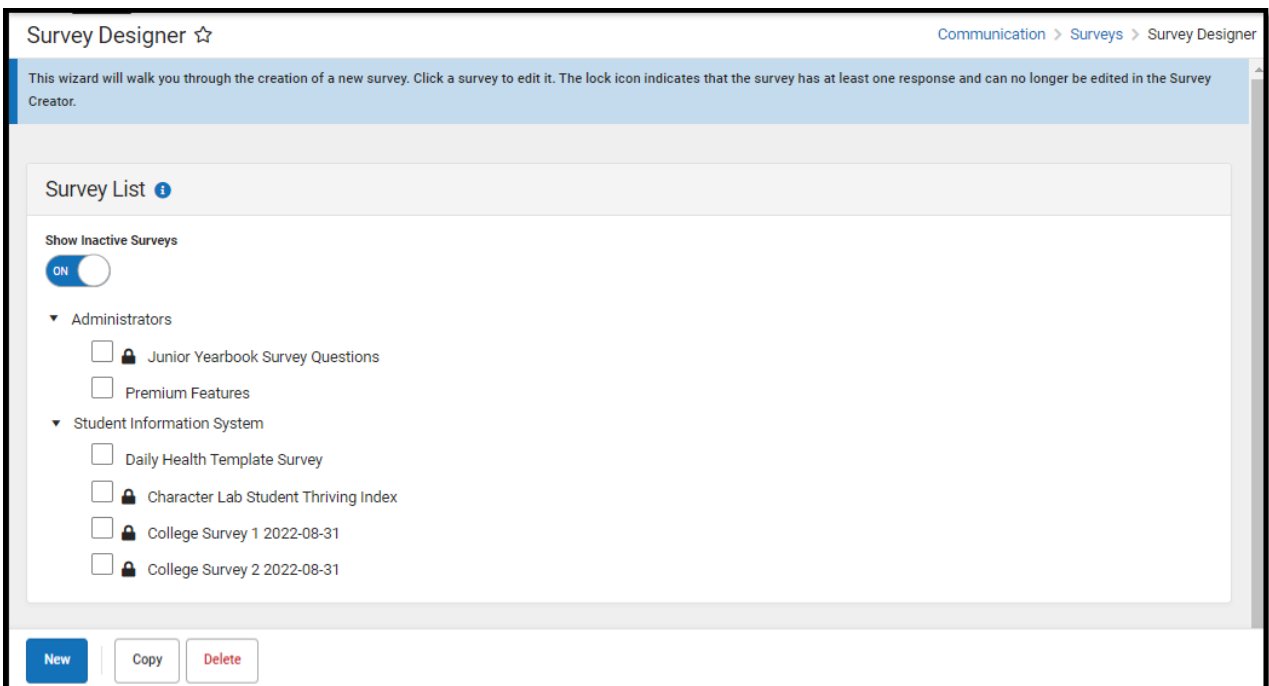 Survey Designer
Communication > Surveys > Survey Designer
This wizard will walk you through the creation of a new survey. Click a survey to edit it. The lock icon indicates that the survey has at least one response and can no longer be edited in the Survey
Creator.
Survey List
Show Inactive Surveys
ON
Administrators
Junior Yearbook Survey Questions
Premium Features
Student Information System
Daily Health Template Survey
Character Lab Student Thriving Index
College Survey 1 2022-08-31
College Survey 2 2022-08-31
New Copy Delete